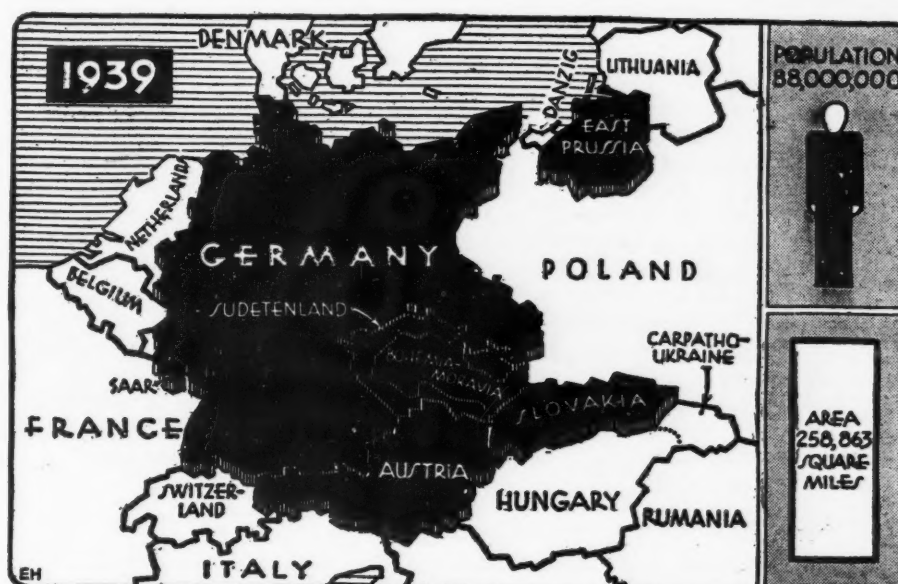 1939
DENMARK
LITHUANIA
DANZIG
EAST
PRUSSIA
NETHERLAND
GERMANY
POLAND
BELGIUM
SUDETENLAND
BOHEMIA-
MORAVIA
CARPATHO-
UKRAINE
SAAR
SLOVAKIA
FRANCE
AUSTRIA
SWITZER-
LAND
HUNGARY
RUMANIA
ITALY
EH
POPULATION
88,000,000
AREA
258,863
SQUARE
MILES